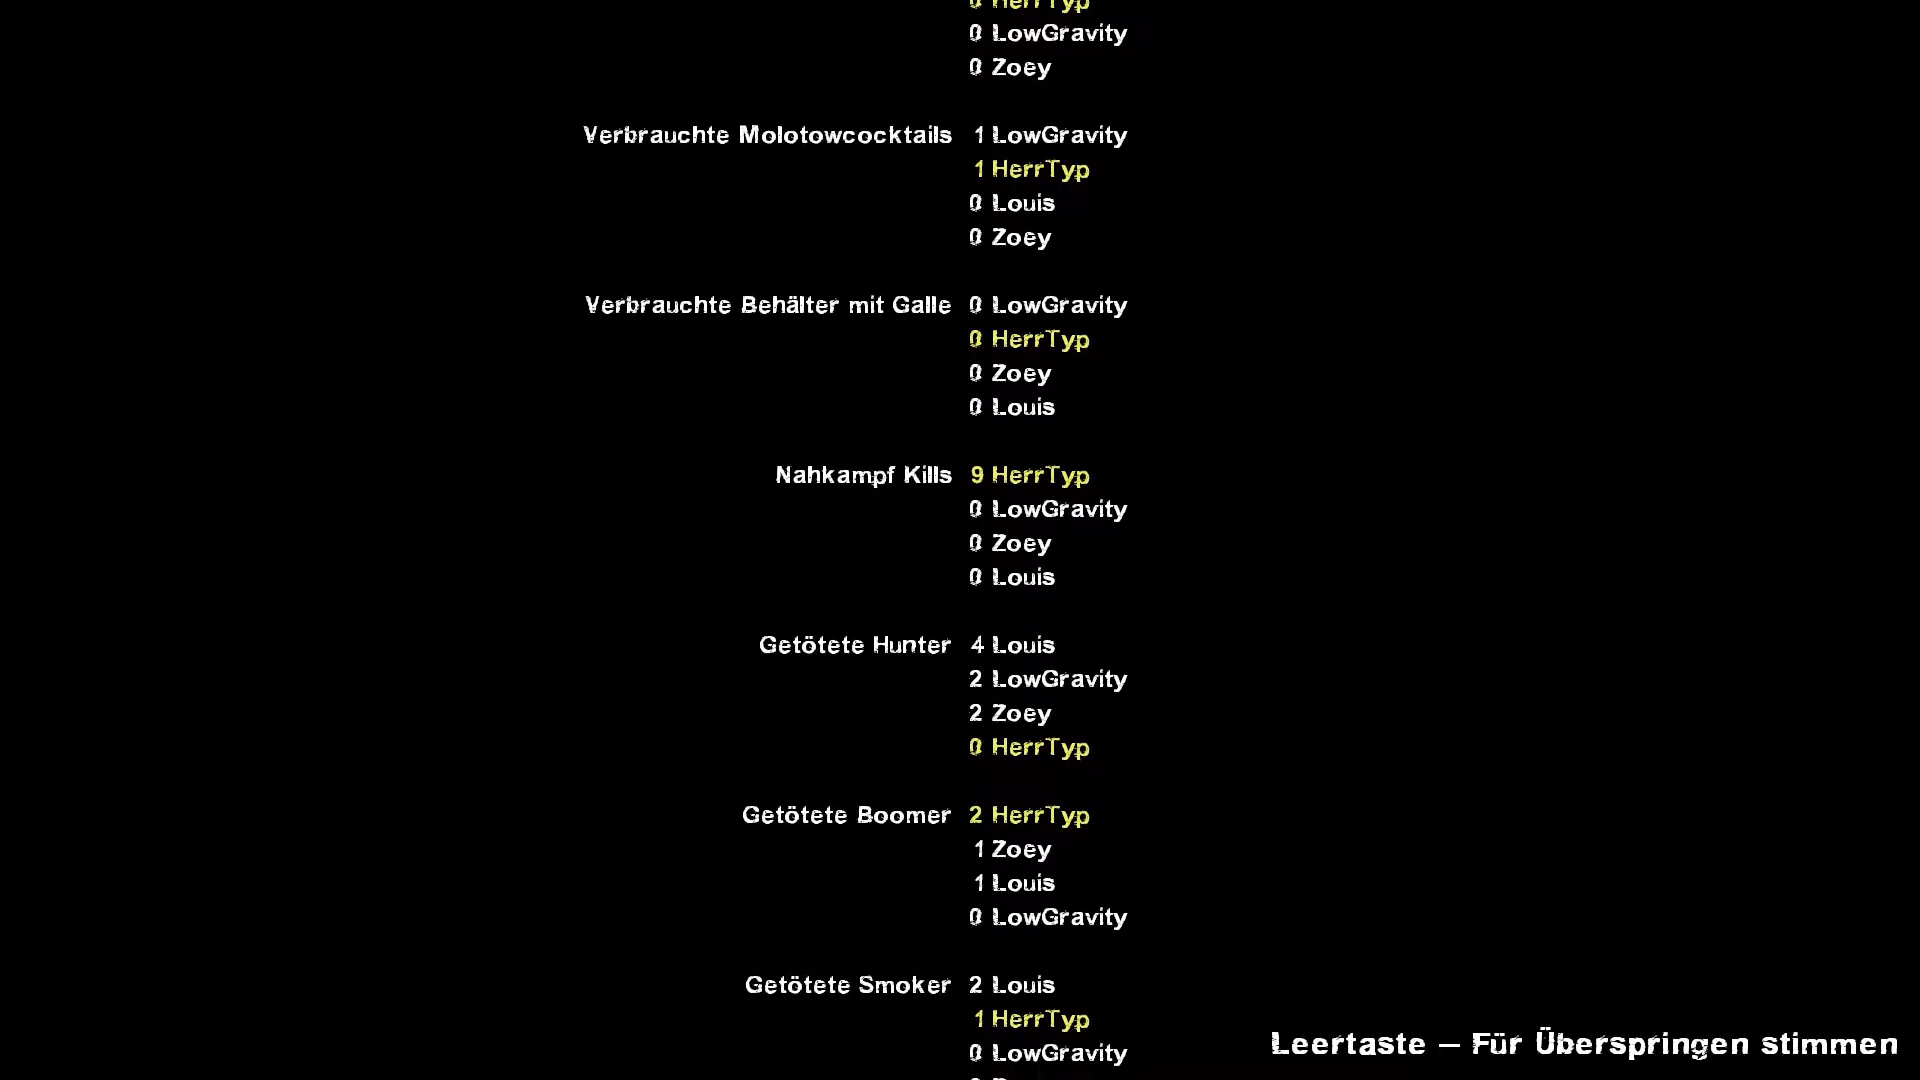 0 HerrTyp
0 LowGravity
0 Zoey
Verbrauchte Molotowcocktails 1 LowGravity
1 HerrTyp
0 Louis
0 Zoey
Verbrauchte Behälter mit Galle 0 LowGravity
0 HerrTyp
0 Zoey
0 Louis
Nahkampf Kills 9 HerrTyp
0 LowGravity
0 Zoey
0 Louis
Getötete Hunter 4 Louis
2 LowGravity
2 Zoey
0 HerrTyp
Getötete Boomer 2 HerrTyp
1 Zoey
1 Louis
0 LowGravity
Getötete Smoker 2 Louis
1 HerrTyp
0 LowGravity
Leertaste – Für Überspringen stimmen